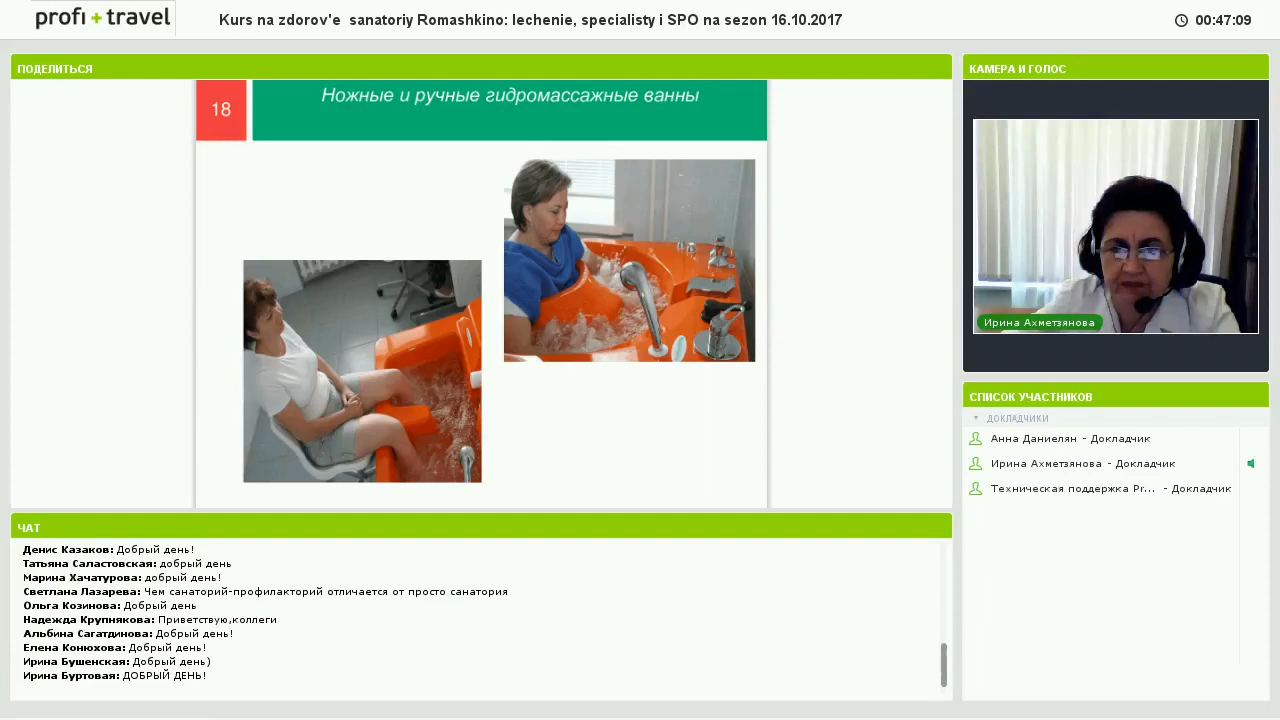 profi + travel
Kurs na zdorov'e sanatoriy Romashkino: lechenie, specialisty i SPO na sezon 16.10.2017
00:47:09
ПОДЕЛИТЬСЯ
18
Ножные и ручные гидромассажные ванны
КАМЕРА И ГОЛОС
Ирина Ахметзянова
СПИСОК УЧАСТНИКОВ
ДОКЛАДЧИКИ
Анна Даниелян - Докладчик
Ирина Ахметзянова - Докладчик
Техническая поддержка Pr... - Докладчик
ЧАТ
Денис Казаков: Добрый день!
Татьяна Саластовская: добрый день
Марина Хачатурова: добрый день!
Светлана Лазарева: Чем санаторий-профилакторий отличается от просто санатория
Ольга Козинова: Добрый день
Надежда Крупнякова: Приветствую,коллеги
Альбина Сагатдинова: Добрый день!
Елена Конюхова: Добрый день!
Ирина Бушенская: Добрый день)
Ирина Буртовая: ДОБРЫЙ ДЕНЬ!